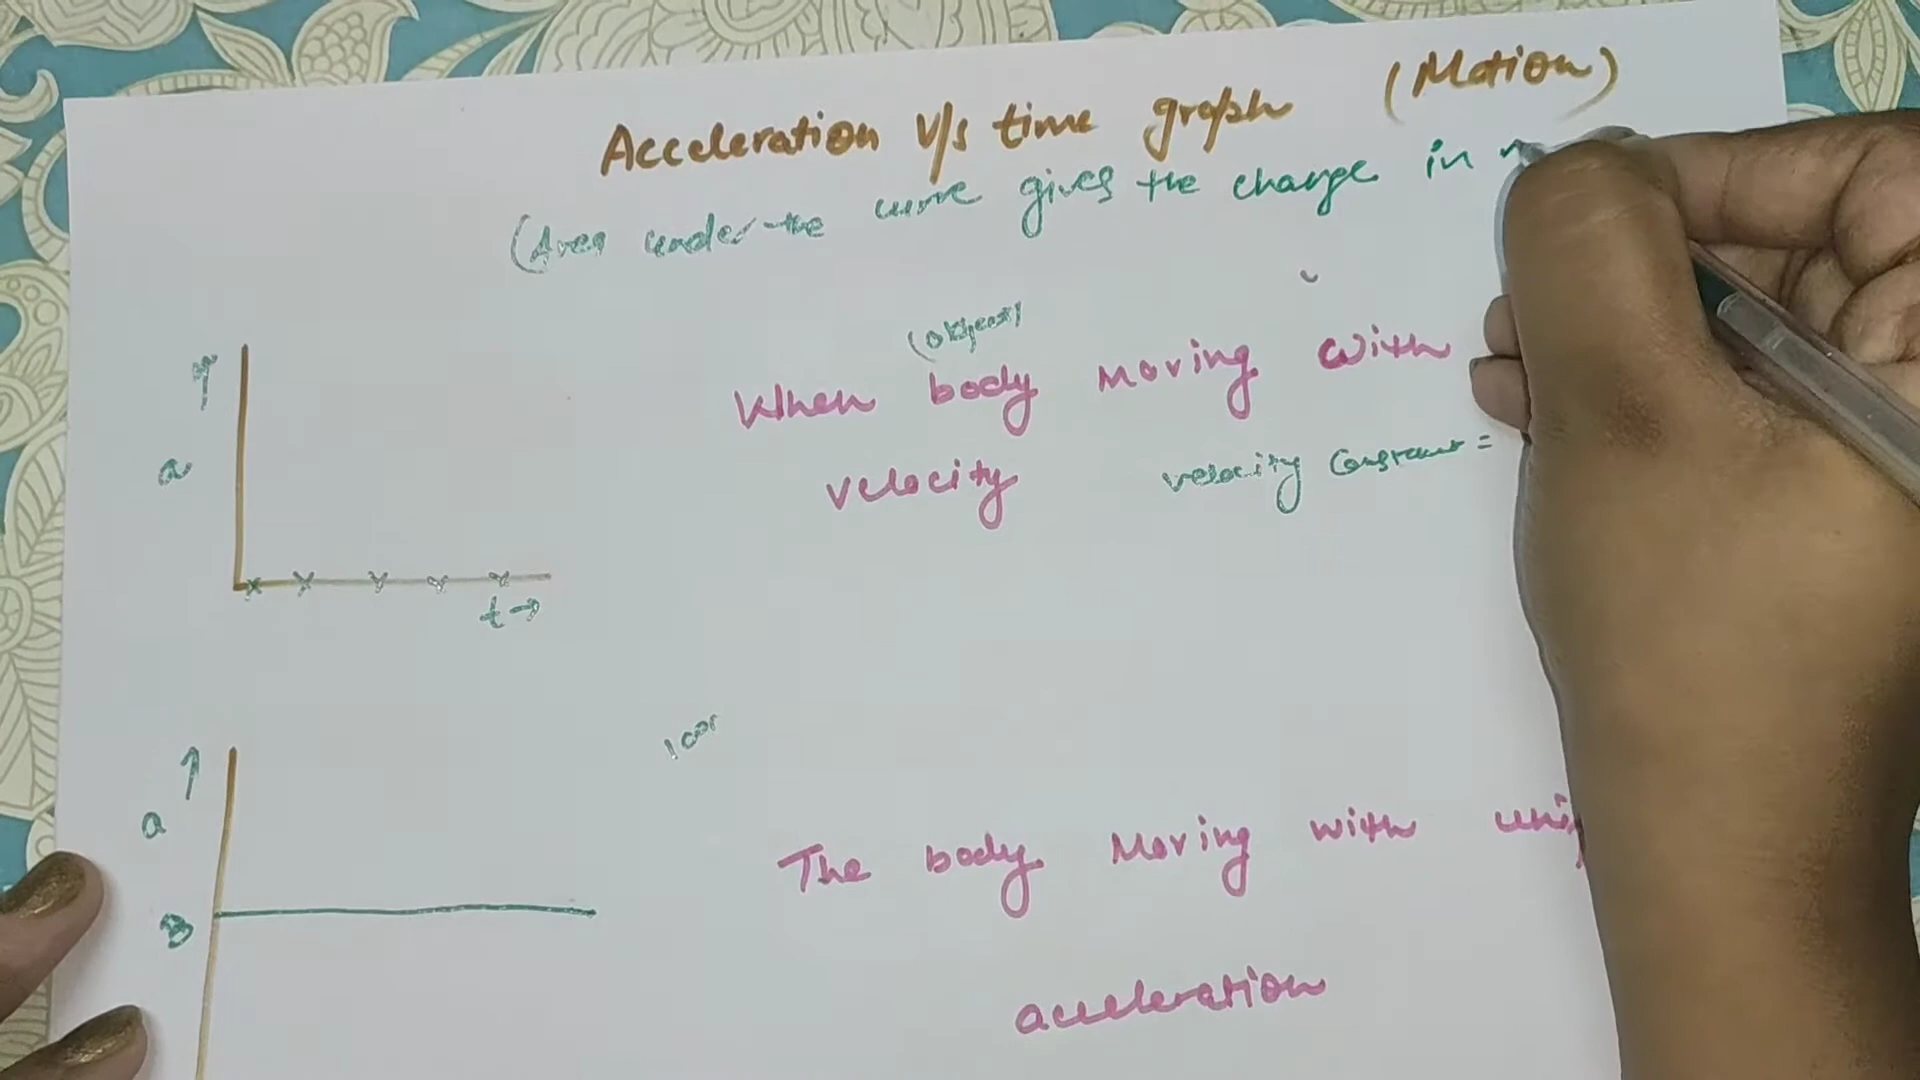 Acceleration v/s time graph (Motion)
(Area under the curve gives the change in
(object)
When body moving with
velocity velocity constant =
a
t →
a
The body moving with
B
acceleration